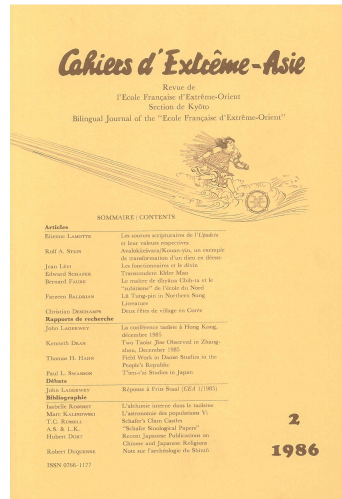 Cahiers d'Extrême-Asie
Revue de
l'Ecole Française d'Extrême-Orient
Section de Kyōto
Bilingual Journal of the "Ecole Française d'Extrême-Orient"
SOMMAIRE | CONTENTS
Articles
Etienne LAMOTTE Les sources scripturaires de l'Upadeśa et leur valeurs respectives
Rolf A. STEIN Avalokiteśvara/Kouan-yin, un exemple de transformation d'un dieu en déesse
Jean LEVI Les fonctionnaires et le divin
Edward SCHAFER Transcendent Elder Mao
Bernard FAURE Le maître de dhyāna Chih-ta et le "subitisme" de l'école du Nord
Farzeen BALDRIAN Lü Tung-pin in Northern Sung Literature
Christian DESCHAMPS Deux fêtes de village en Corée
Rapports de recherche
John LAGERWEY La conférence taoïste à Hong Kong, décembre 1985
Kenneth DEAN Two Taoist Jiao Observed in Zhangzhou, December 1985
Thomas H. HAHN Field Work in Daoist Studies in the People's Republic
Paul L. SWANSON T'ien-t'ai Studies in Japan
Débats
John LAGERWEY Réponse à Frits Staal (CEA 1(1985)
Bibliographie
Isabelle ROBINET L'alchimie interne dans le taoïsme
Marc KALINOWSKI L'astronomie des populations Yi
T.C. RUSSELL Schafer's Clam Castles
A.S. & L.K. "Schafer Sinological Papers"
Hubert DURT Recent Japanese Publications on Chinese and Japanese Religions
Robert DUQUENNE Note sur l'archéologie du Shintō
ISSN 0766-1177
2
1986